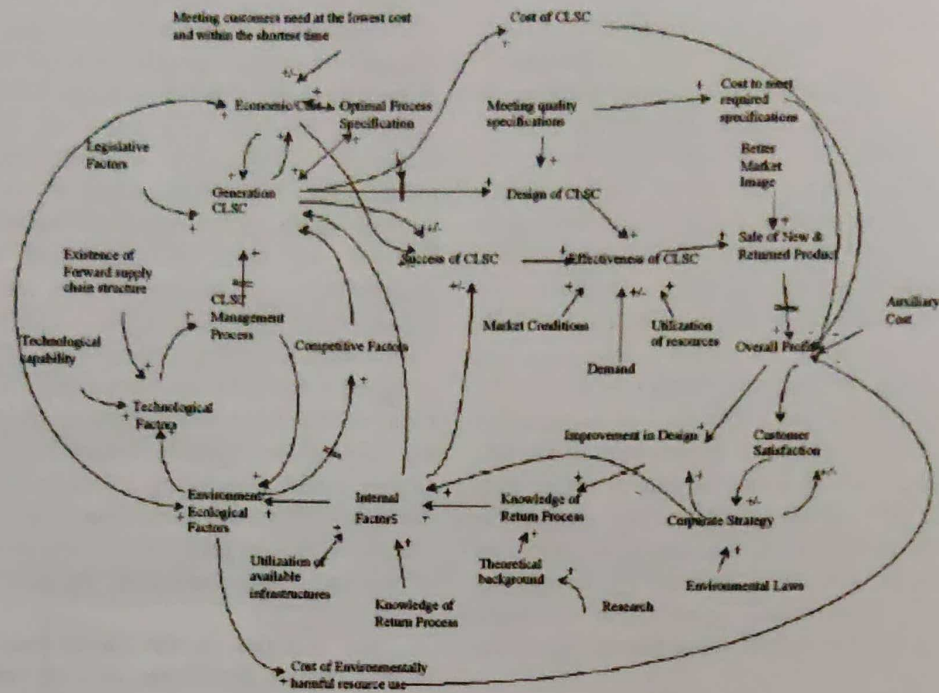 Meeting customers need at the lowest cost
and within the shortest time
Cost of CLSC
+
+/-
Economic/
Optimal Process
Specification
+
Meeting quality
specifications
+
Cost to meet
required
specifications
Legislative
Factors
+
+
+
+
+
Better
Market
Image
Generation
CLSC
+
+
Design of CLSC
+
+/-
+
+
+
Sale of New &
Returned Product
Existence of
Forward supply
chain structure
+
Success of CLSC
+
Effectiveness of CLSC
+/-
+
+/-
+
CLSC
Management
Process
+
Market Conditions
Utilization
of resources
Auxiliary
Cost
Technological
capability
Competitive Factors
+
Overall Profits
Demand
+
+
Technological
Factors
+
+
Improvement in Design
+
Customer
Satisfaction
+
+
+/-
Environment/
Ecological
Factors
+
+
Internal
FactorS
+
+
Knowledge of
Return Process
+/-
Corporate Strategy
+
+
+
+
Utilization of
available
infrastructures
Theoretical
background
+
Environmental Laws
Knowledge of
Return Process
Research
Cost of Environmentally
+
harmful resource use